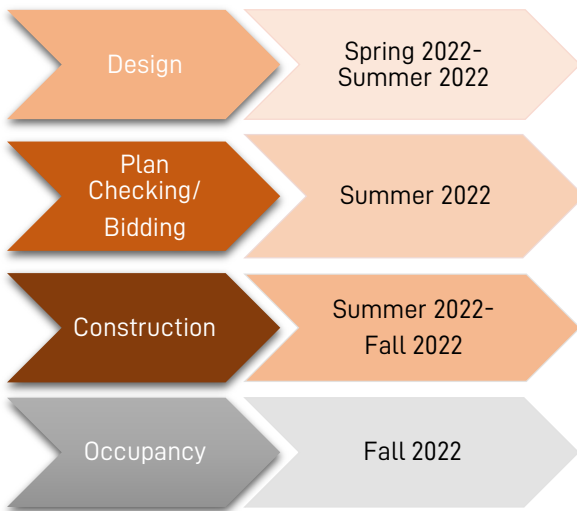 Design
Spring 2022-
Summer 2022
Plan
Checking/
Bidding
Summer 2022
Construction
Summer 2022-
Fall 2022
Occupancy
Fall 2022